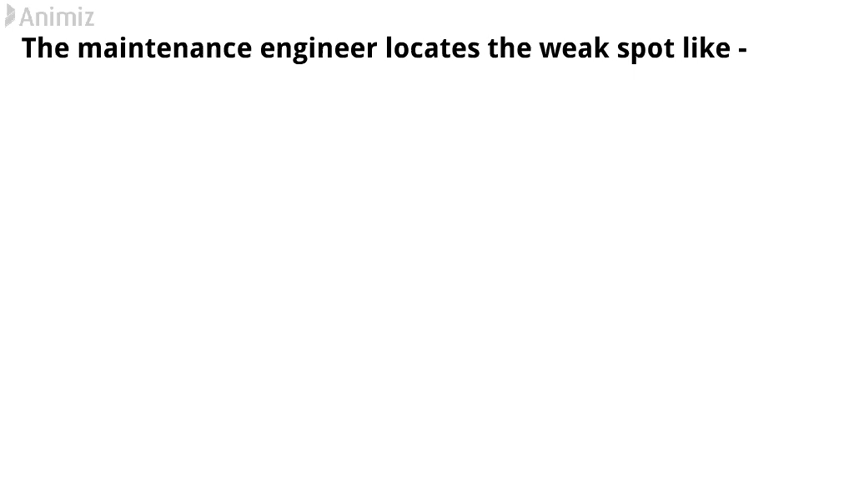 Animiz
The maintenance engineer locates the weak spot like -